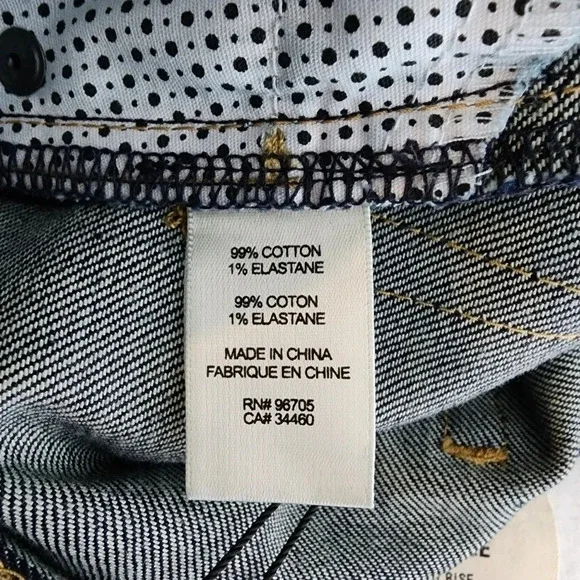 99% COTTON
1% ELASTANE
99% COTON
1% ELASTANE
MADE IN CHINA
FABRIQUE EN CHINE
RN# 96705
CA# 34460